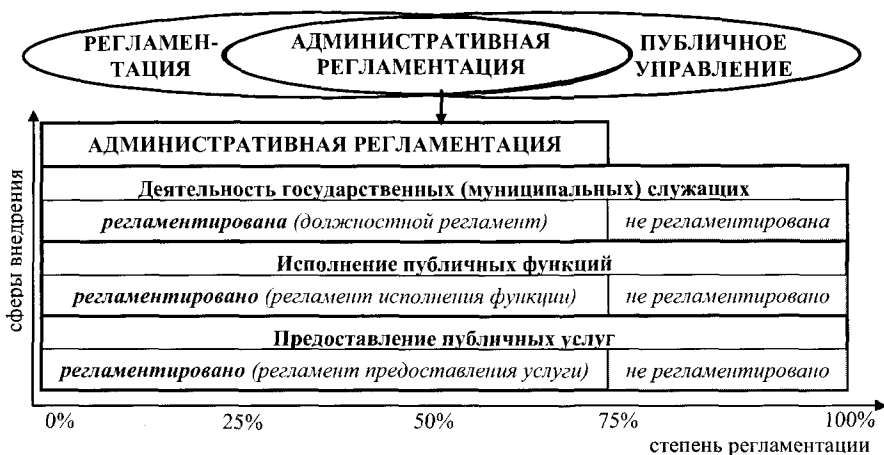 РЕГЛАМЕН-
ТАЦИЯ
АДМИНИСТРАТИВНАЯ
РЕГЛАМЕНТАЦИЯ
ПУБЛИЧНОЕ
УПРАВЛЕНИЕ
АДМИНИСТРАТИВНАЯ РЕГЛАМЕНТАЦИЯ
Деятельность государственных (муниципальных) служащих
регламентирована (должностной регламент)
не регламентирована
Исполнение публичных функций
регламентировано (регламент исполнения функции)
не регламентировано
Предоставление публичных услуг
регламентировано (регламент предоставления услуги)
не регламентировано
сферы внедрения
0% 25% 50% 75% 100%
степень регламентации